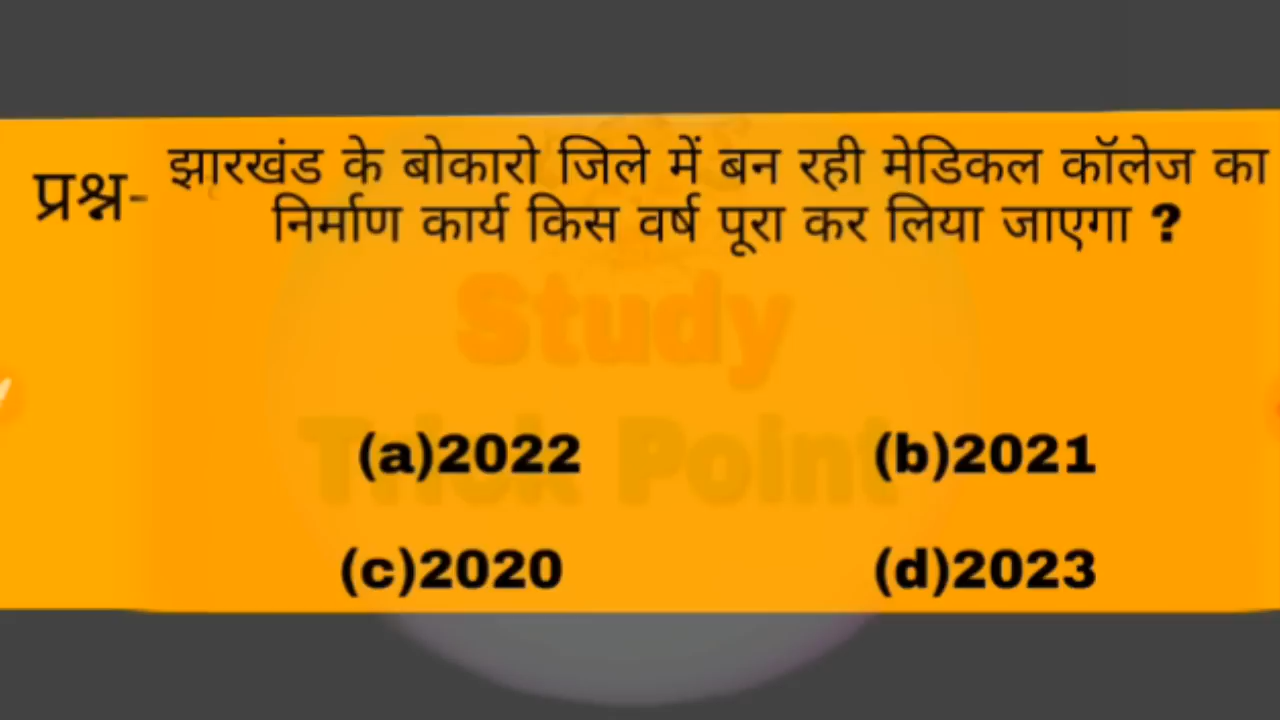 प्रश्न- झारखंड के बोकारो जिले में बन रही मेडिकल कॉलेज का
निर्माण कार्य किस वर्ष पूरा कर लिया जाएगा ?
Study
Trick Point
(a)2022 (b)2021
(c)2020 (d)2023